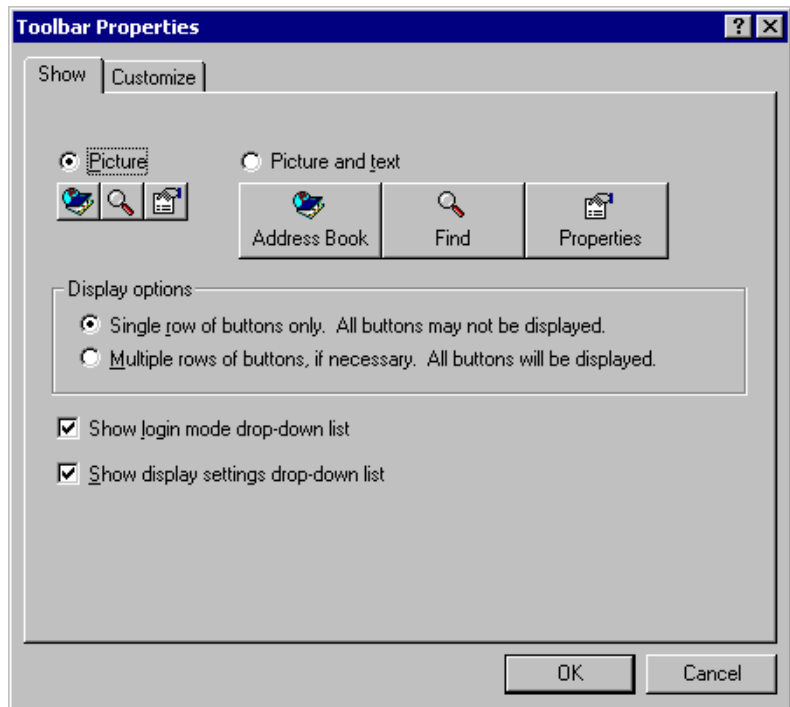 Toolbar Properties
Show Customize
Picture Picture and text
Address Book Find Properties
Display options
Single row of buttons only. All buttons may not be displayed.
Multiple rows of buttons, if necessary. All buttons will be displayed.
Show login mode drop-down list
Show display settings drop-down list
OK Cancel